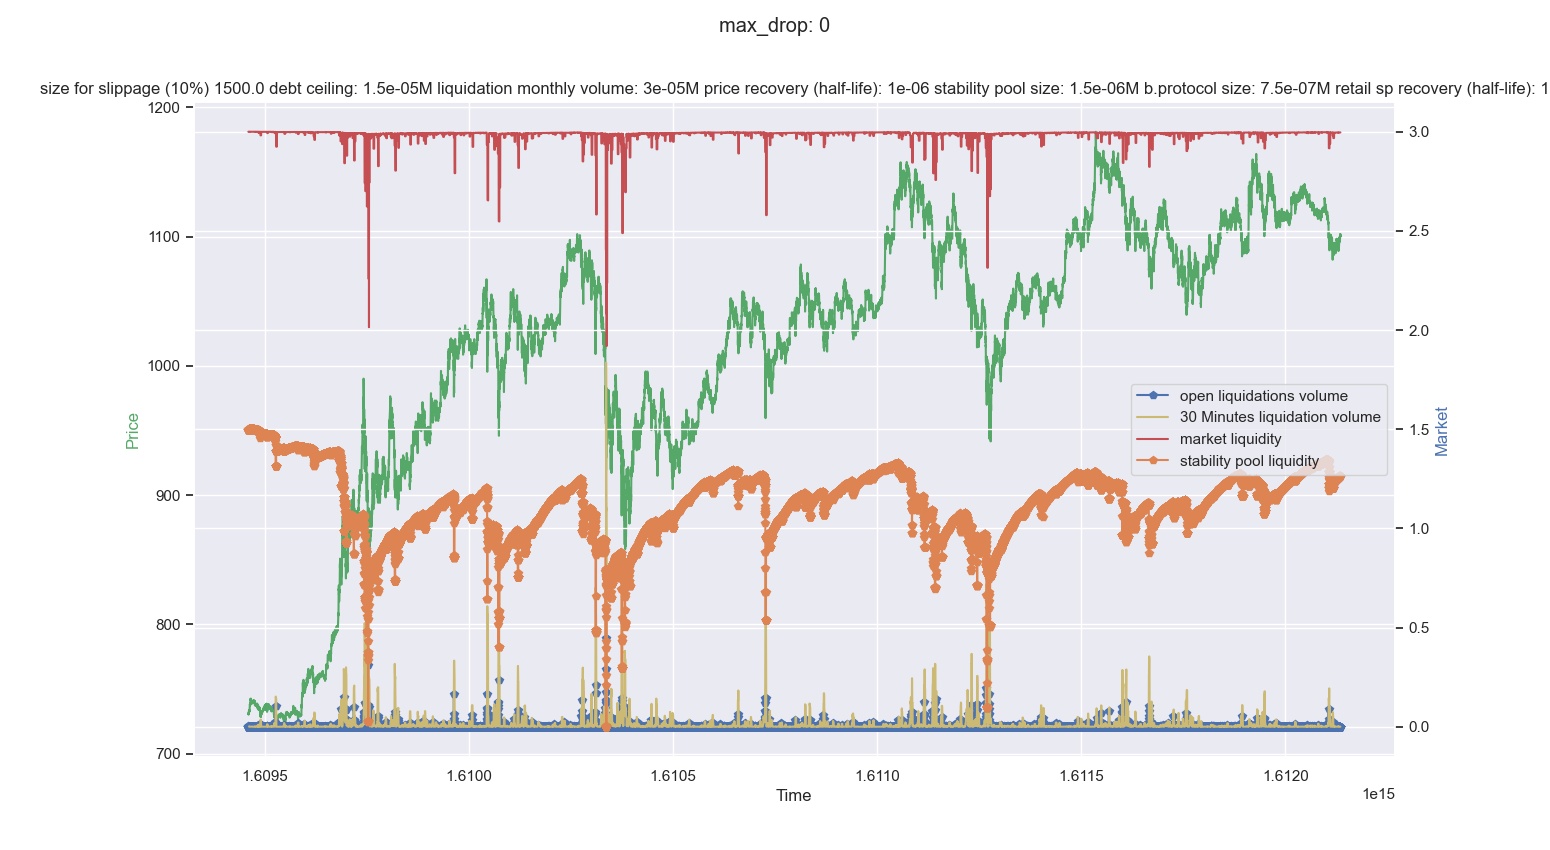 max_drop: 0
size for slippage (10%) 1500.0 debt ceiling: 1.5e-05M liquidation monthly volume: 3e-05M price recovery (half-life): 1e-06 stability pool size: 1.5e-06M b.protocol size: 7.5e-07M retail sp recovery (half-life): 1
1200
1100
1000
900
800
700
Price
3.0
2.5
2.0
1.5
1.0
0.5
0.0
Market
open liquidations volume
30 Minutes liquidation volume
market liquidity
stability pool liquidity
1.6095 1.6100 1.6105 1.6110 1.6115 1.6120
Time
1e15